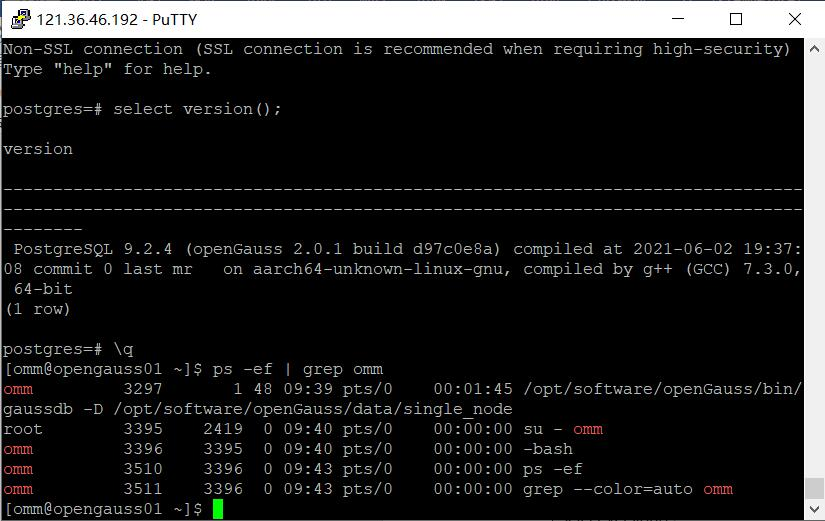 121.36.46.192 - PuTTY
Non-SSL connection (SSL connection is recommended when requiring high-security)
Type "help" for help.
postgres=# select version();
version
--------------------------------------------------------------------------------
--------------------------------------------------------------------------------
--------
 PostgreSQL 9.2.4 (openGauss 2.0.1 build d97c0e8a) compiled at 2021-06-02 19:37:
08 commit 0 last mr   on aarch64-unknown-linux-gnu, compiled by g++ (GCC) 7.3.0,
 64-bit
(1 row)
postgres=# \q
[omm@opengauss01 ~]$ ps -ef | grep omm
omm         3297       1 48 09:39 pts/0    00:01:45 /opt/software/openGauss/bin/
gaussdb -D /opt/software/openGauss/data/single_node
root        3395    2419  0 09:40 pts/0    00:00:00 su - omm
omm         3396    3395  0 09:40 pts/0    00:00:00 -bash
omm         3510    3396  0 09:43 pts/0    00:00:00 ps -ef
omm         3511    3396  0 09:43 pts/0    00:00:00 grep --color=auto omm
[omm@opengauss01 ~]$